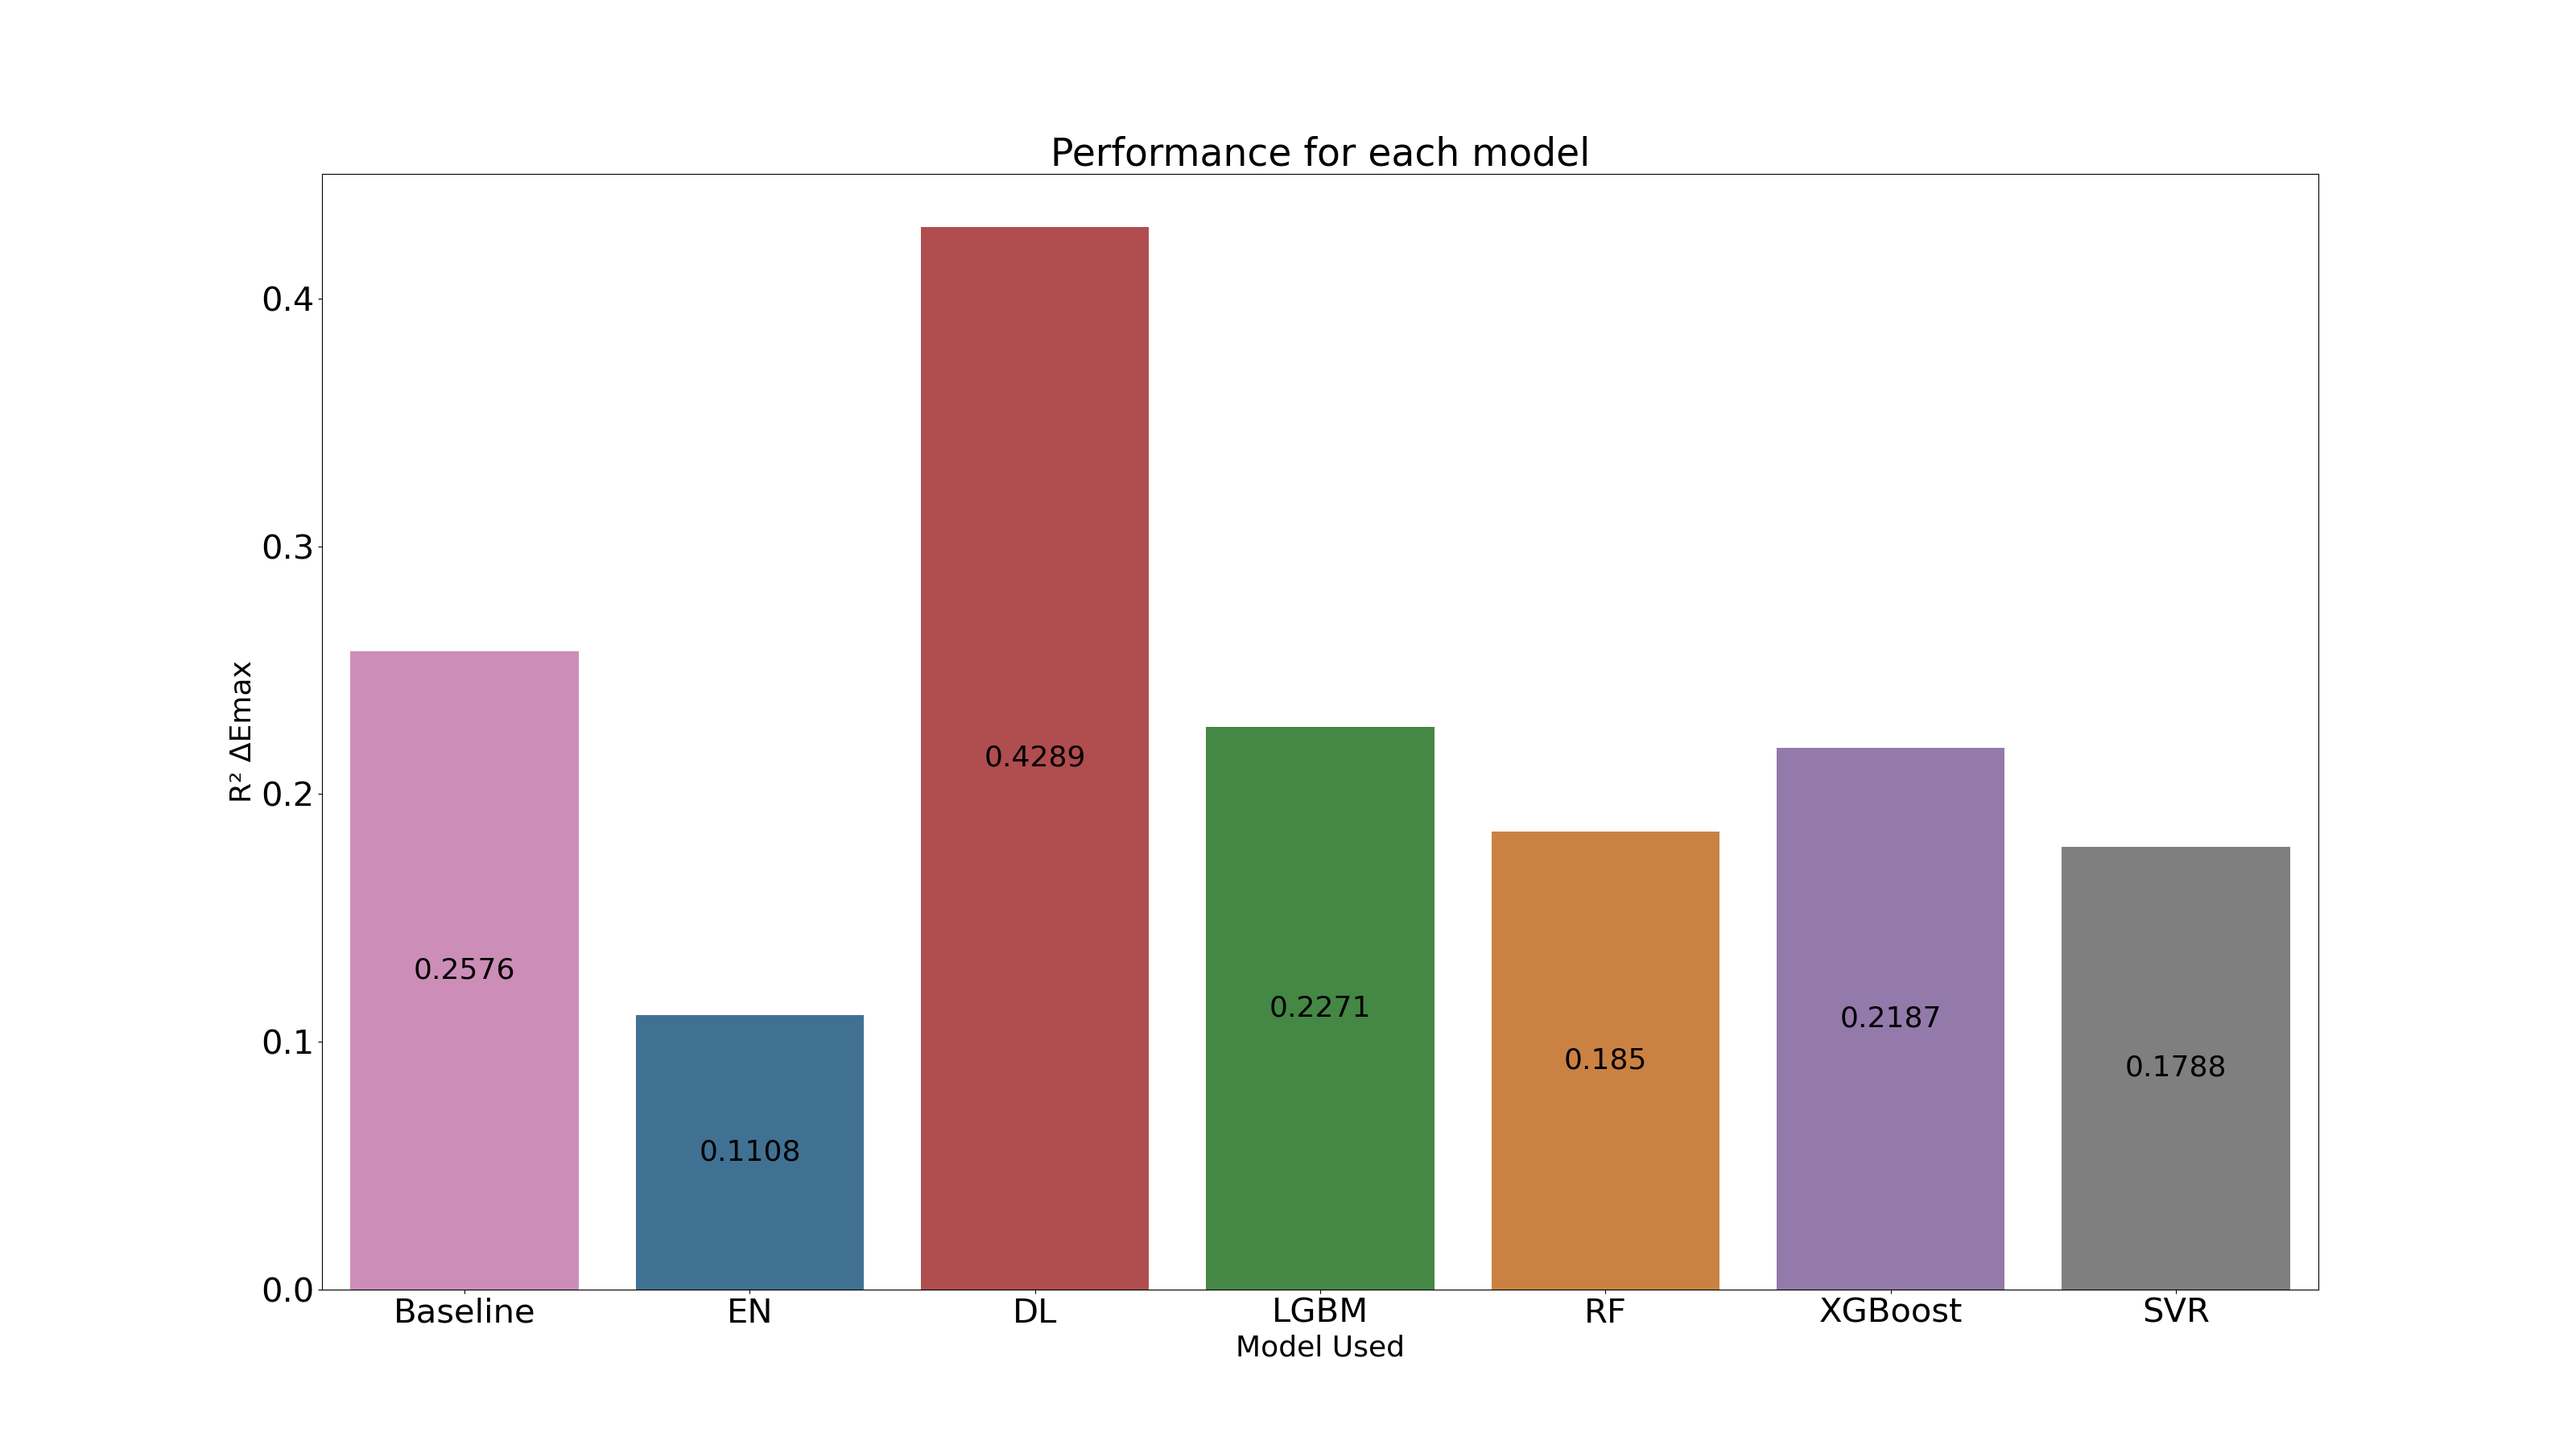 Performance for each model
R² ΔEmax
0.4
0.3
0.2
0.1
0.0
0.2576
0.1108
0.4289
0.2271
0.185
0.2187
0.1788
Baseline
EN
DL
LGBM
RF
XGBoost
SVR
Model Used